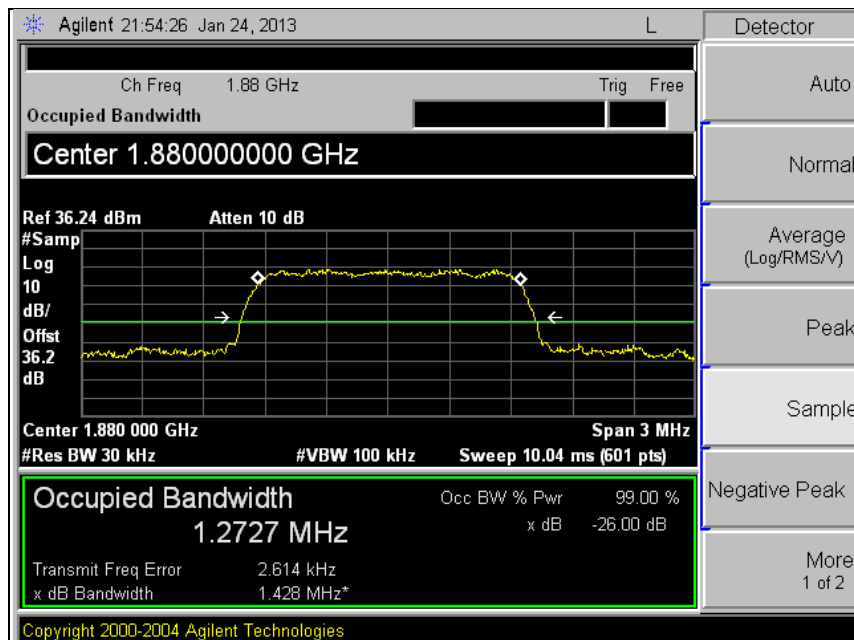 Agilent 21:54:26 Jan 24, 2013 L
Detector
Ch Freq 1.88 GHz Trig Free
Occupied Bandwidth
Center 1.880000000 GHz
Ref 36.24 dBm Atten 10 dB
#Samp
Log
10
dB/
Offst
36.2
dB
Center 1.880 000 GHz Span 3 MHz
#Res BW 30 kHz #VBW 100 kHz Sweep 10.04 ms (601 pts)
Occupied Bandwidth Occ BW % Pwr 99.00 %
1.2727 MHz x dB -26.00 dB
Transmit Freq Error 2.614 kHz
x dB Bandwidth 1.428 MHz*
Copyright 2000-2004 Agilent Technologies
Auto
Normal
Average
(Log/RMS/V)
Peak
Sample
Negative Peak
More
1 of 2